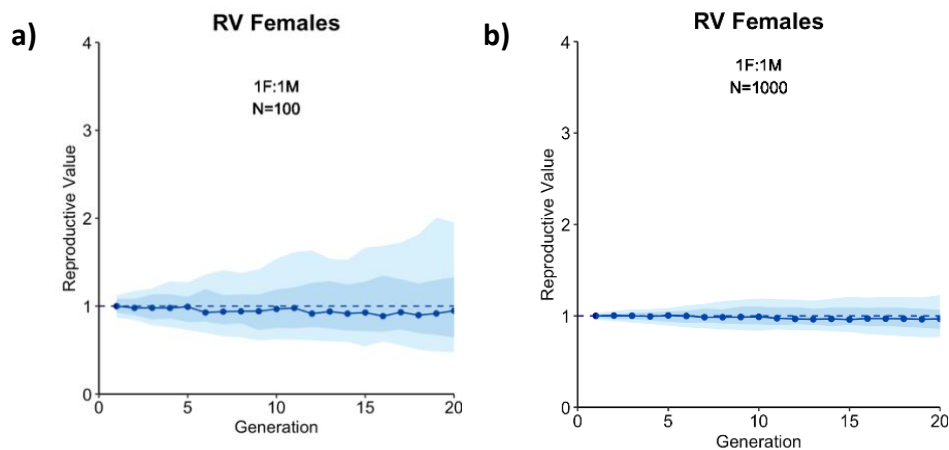 a)
RV Females
4
3
2
1
0
Reproductive Value
1F:1M
N=100
0
5
10
15
20
Generation
b)
RV Females
4
3
2
1
0
Reproductive Value
1F:1M
N=1000
0
5
10
15
20
Generation